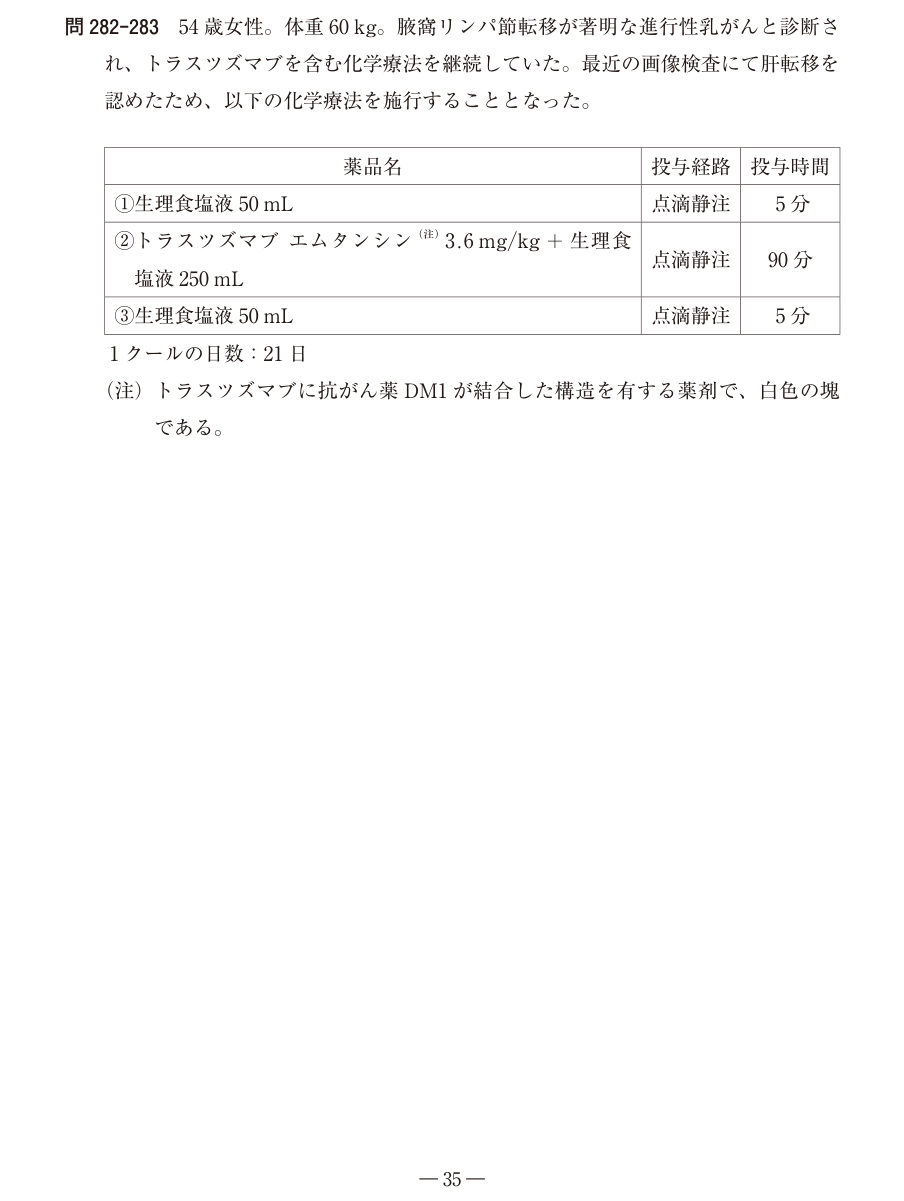 問 282-283 54 歳女性。体重 60 kg。腋窩リンパ節転移が著明な進行性乳がんと診断さ
れ、トラスツズマブを含む化学療法を継続していた。最近の画像検査にて肝転移を
認めたため、以下の化学療法を施行することとなった。
薬品名 投与経路 投与時間
①生理食塩液 50 mL 点滴静注 5 分
②トラスツズマブ エムタンシン（注）3.6 mg/kg ＋ 生理食
塩液 250 mL 点滴静注 90 分
③生理食塩液 50 mL 点滴静注 5 分
１クールの日数：21 日
（注） トラスツズマブに抗がん薬 DM1 が結合した構造を有する薬剤で、白色の塊
である。
― 35 ―